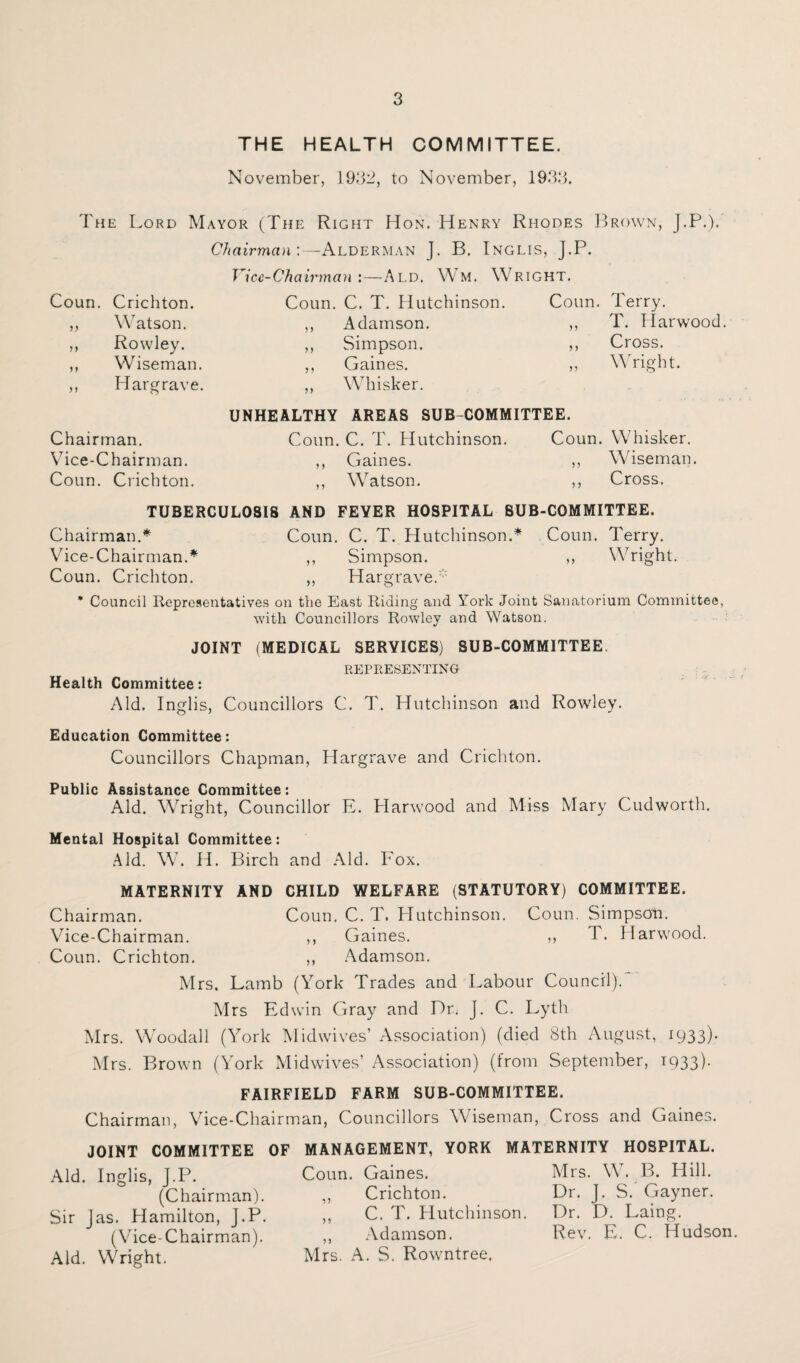 3
THE HEALTH COMMITTEE.
November, 1932, to November, 1933.
The Lord Mayor (The Right Hon. Henry Rhodes Brown, J.P.).
Chairman:—Alderman J. B. Inglis, J.P.
Vice-Chairman:—Ald. Wm. Wright.
Coun. Crichton. Coun. C. T. Hutchinson. Coun. Terry.
,, Watson. ,, Adamson. ,, T. Harwood.
,, Rowley. ,, Simpson. ,, Cross.
,, Wiseman. ,, Gaines. ,, Wright.
,, Hargrave. ,, Whisker.
UNHEALTHY AREAS SUB-COMMITTEE.
Chairman. Coun. C. T. Hutchinson. Coun. Whisker.
Vice-Chairman. ,, Gaines. ,, Wiseman.
Coun. Crichton. ,, Watson. ,, Cross.
TUBERCULOSIS AND FEVER HOSPITAL SUB-COMMITTEE.
Chairman.* Coun. C. T. Hutchinson.* Coun. Terry.
Vice-Chairman.* ,, Simpson. ,, Wright.
Coun. Crichton. ,, Hargrave.*
* Council Representatives on the East Riding and York Joint Sanatorium Committee,
with Councillors Rowley and Watson.
JOINT (MEDICAL SERVICES) SUB-COMMITTEE.
REPRESENTING
Health Committee:
Ald. Inglis, Councillors C. T. Hutchinson and Rowley.
Education Committee:
Councillors Chapman, Hargrave and Crichton.
Public Assistance Committee:
Ald. Wright, Councillor E. Harwood and Miss Mary Cudworth.
Mental Hospital Committee:
Ald. W. H. Birch and Ald. Fox.
MATERNITY AND CHILD WELFARE (STATUTORY) COMMITTEE.
Chairman. Coun. C. T. Hutchinson. Coun. Simpson.
Vice-Chairman. ,, Gaines. ,, T. Harwood.
Coun. Crichton. ,, Adamson.
Mrs. Lamb (York Trades and Labour Council).
Mrs Edwin Gray and Dr. J. C. Lyth
Mrs. Woodall (York Midwives' Association) (died 8th August, 1933).
Mrs. Brown (York Midwives' Association) (from September, 1933).
FAIRFIELD FARM SUB-COMMITTEE.
Chairman, Vice-Chairman, Councillors Wiseman, Cross and Gaines.
JOINT COMMITTEE OF MANAGEMENT, YORK MATERNITY HOSPITAL.
Ald. Inglis, J.P. Coun. Gaines. Mrs. W. B. Hill.
(Chairman). ,, Crichton. Dr. J. S. Gayner.
Sir Jas. Hamilton, J.P. ,, C. T. Hutchinson. Dr. D. Laing.
(Vice-Chairman). ,, Adamson. Rev. E. C. Hudson.
Ald. Wright. Mrs. A. S. Rowntree.